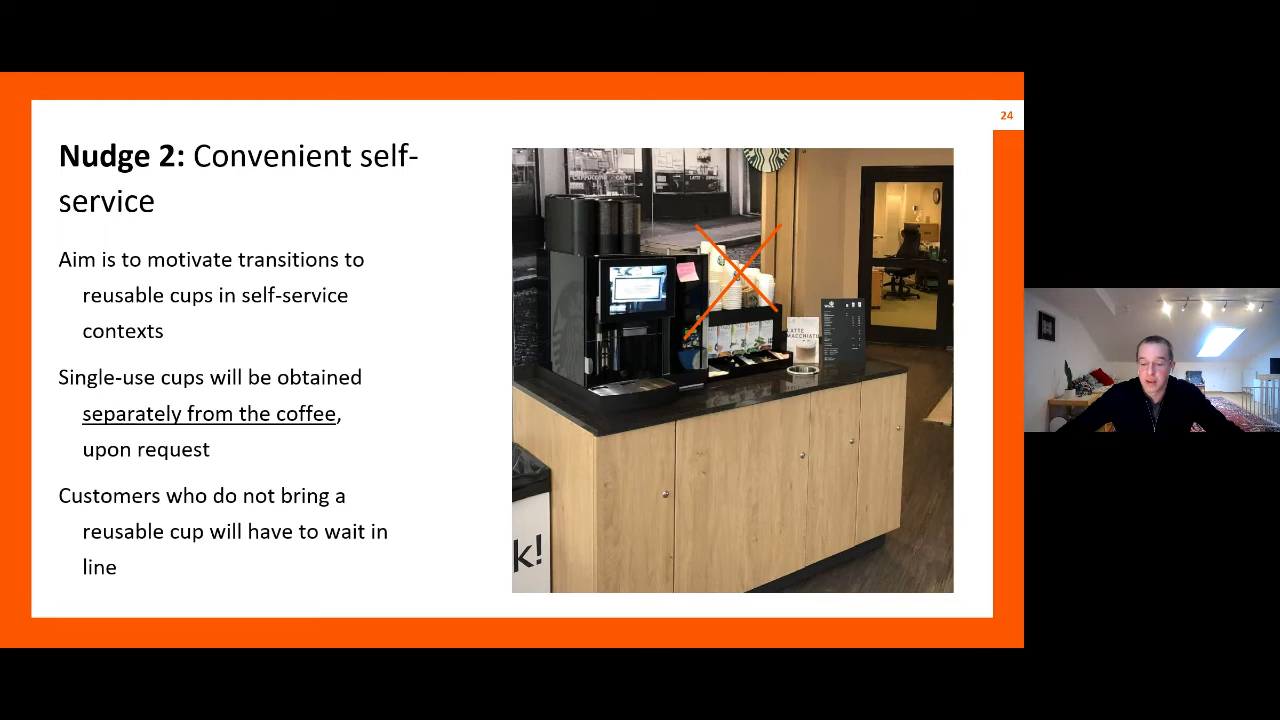 24
Nudge 2: Convenient self-
service
Aim is to motivate transitions to
reusable cups in self-service
contexts
Single-use cups will be obtained
separately from the coffee,
upon request
Customers who do not bring a
reusable cup will have to wait in
line
LATTE
MACCHIATO
k!